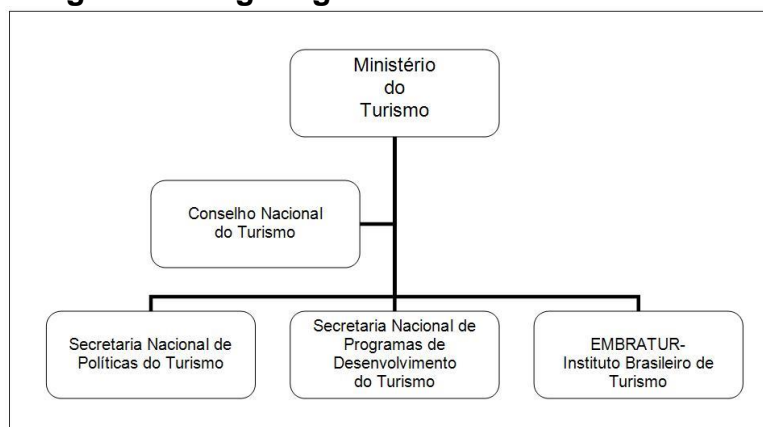 Ministério
do
Turismo
Conselho Nacional
do Turismo
Secretaria Nacional de
Políticas do Turismo
Secretaria Nacional de
Programas de
Desenvolvimento
do Turismo
EMBRATUR-
Instituto Brasileiro de
Turismo